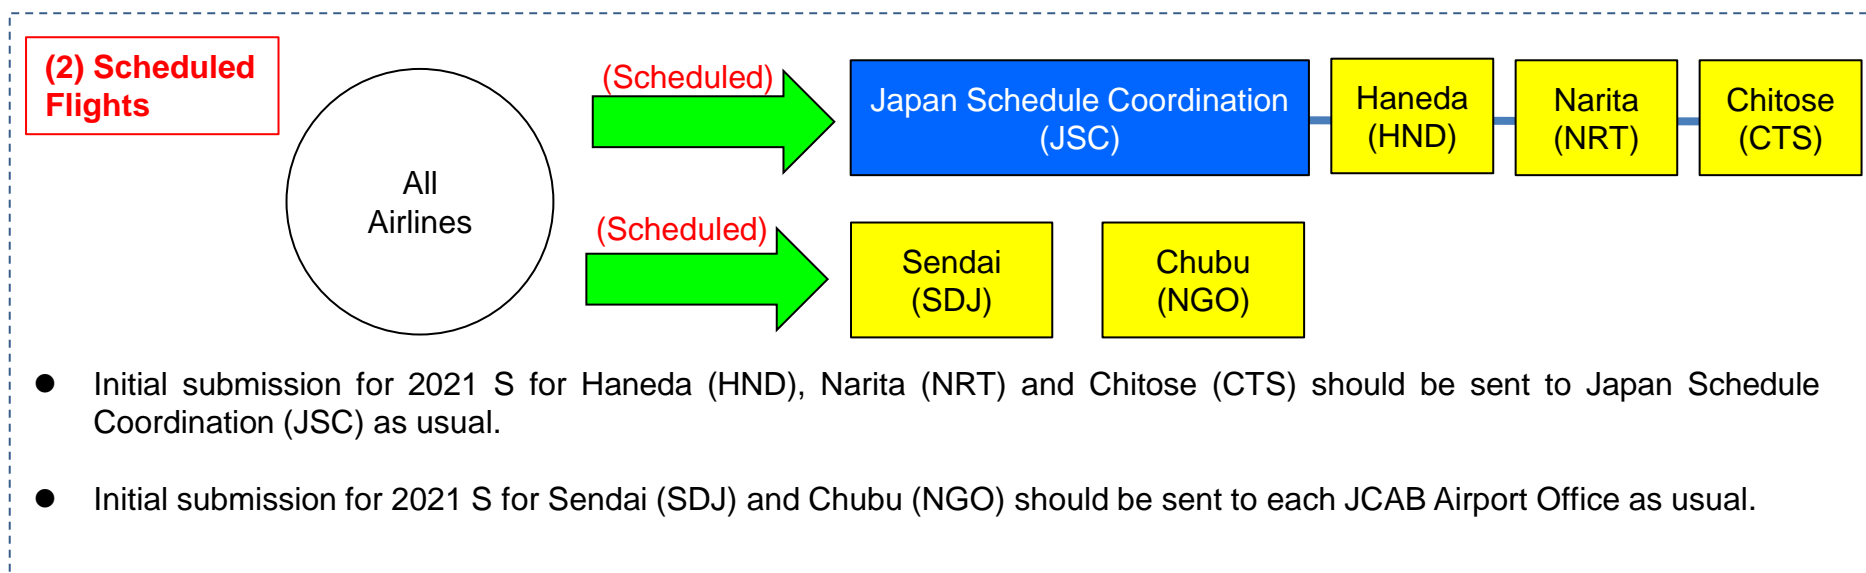 (2) Scheduled
Flights
All
Airlines
(Scheduled)
Japan Schedule Coordination
(JSC)
Haneda
(HND)
Narita
(NRT)
Chitose
(CTS)
(Scheduled)
Sendai
(SDJ)
Chubu
(NGO)
● Initial submission for 2021 S for Haneda (HND), Narita (NRT) and Chitose (CTS) should be sent to Japan Schedule
Coordination (JSC) as usual.
● Initial submission for 2021 S for Sendai (SDJ) and Chubu (NGO) should be sent to each JCAB Airport Office as usual.